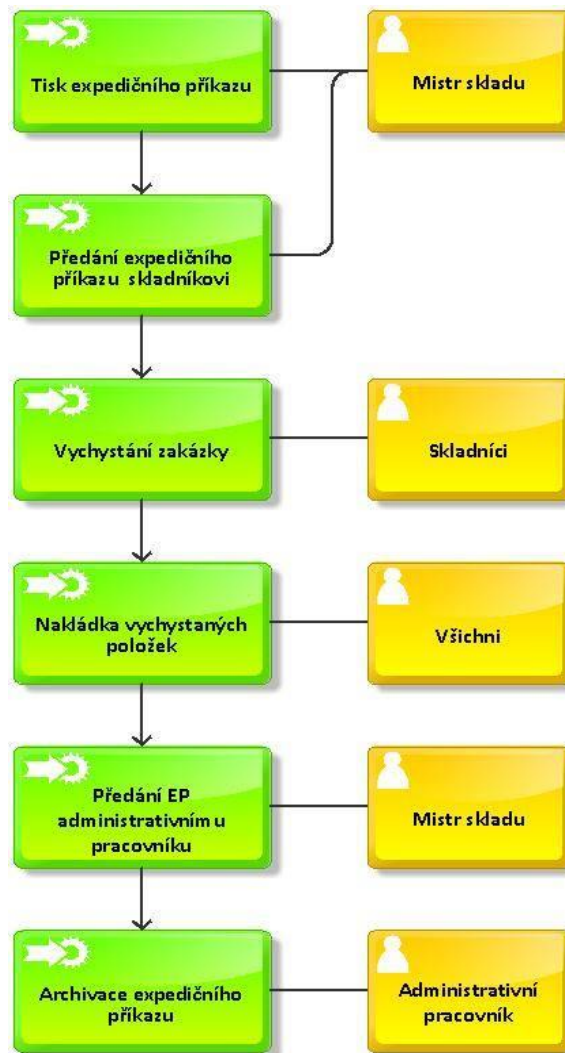 Tisk expedičního příkazu
Mistr skladu
Předání expedičního
příkazu skladníkovi
Vychystání zakázky
Skladníci
Nakládka vychystaných
položek
Všichni
Předání EP
administrativnímu
pracovníku
Mistr skladu
Archivace expedičního
příkazu
Administrativní
pracovník